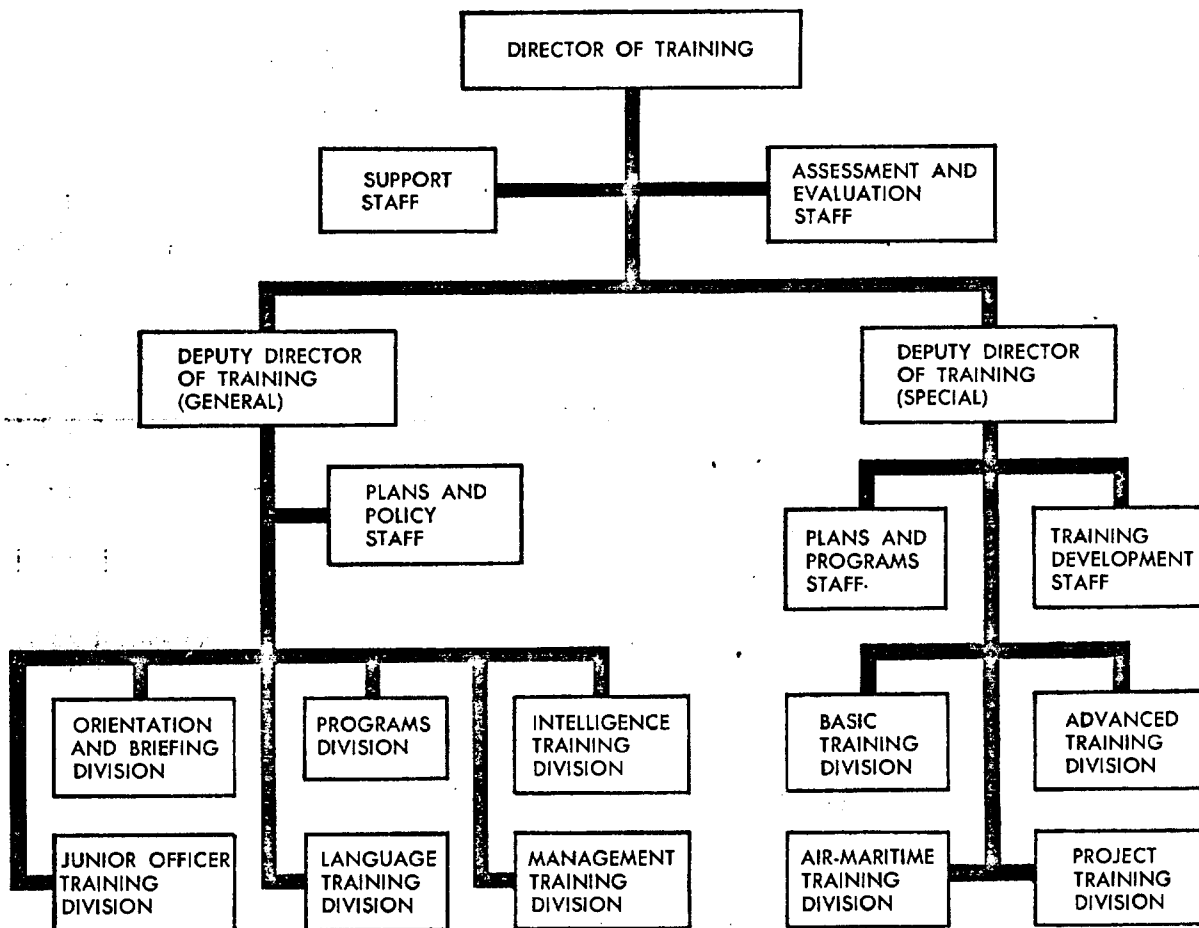 DIRECTOR OF TRAINING
SUPPORT
STAFF
ASSESSMENT AND
EVALUATION
STAFF
DEPUTY DIRECTOR
OF TRAINING
(GENERAL)
DEPUTY DIRECTOR
OF TRAINING
(SPECIAL)
PLANS AND
POLICY
STAFF
PLANS AND
PROGRAMS
STAFF
TRAINING
DEVELOPMENT
STAFF
ORIENTATION
AND BRIEFING
DIVISION
PROGRAMS
DIVISION
INTELLIGENCE
TRAINING
DIVISION
BASIC
TRAINING
DIVISION
ADVANCED
TRAINING
DIVISION
JUNIOR OFFICER
TRAINING
DIVISION
LANGUAGE
TRAINING
DIVISION
MANAGEMENT
TRAINING
DIVISION
AIR-MARITIME
TRAINING
DIVISION
PROJECT
TRAINING
DIVISION